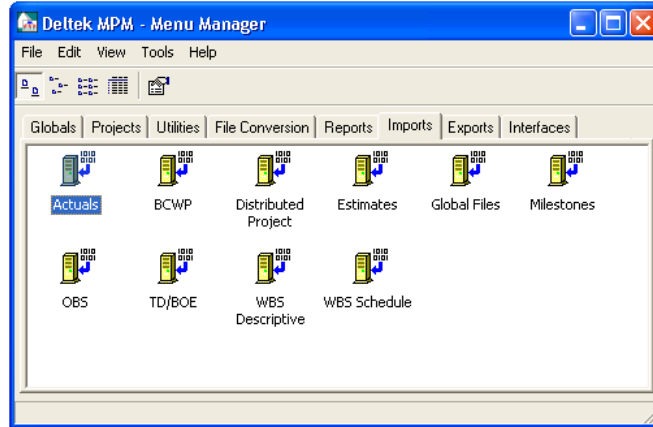 Deltek MPM - Menu Manager
File Edit View Tools Help
Globals Projects Utilities File Conversion Reports Imports Exports Interfaces
Actuals BCWP Distributed Project Estimates Global Files Milestones
OBS TD/BOE WBS Descriptive WBS Schedule